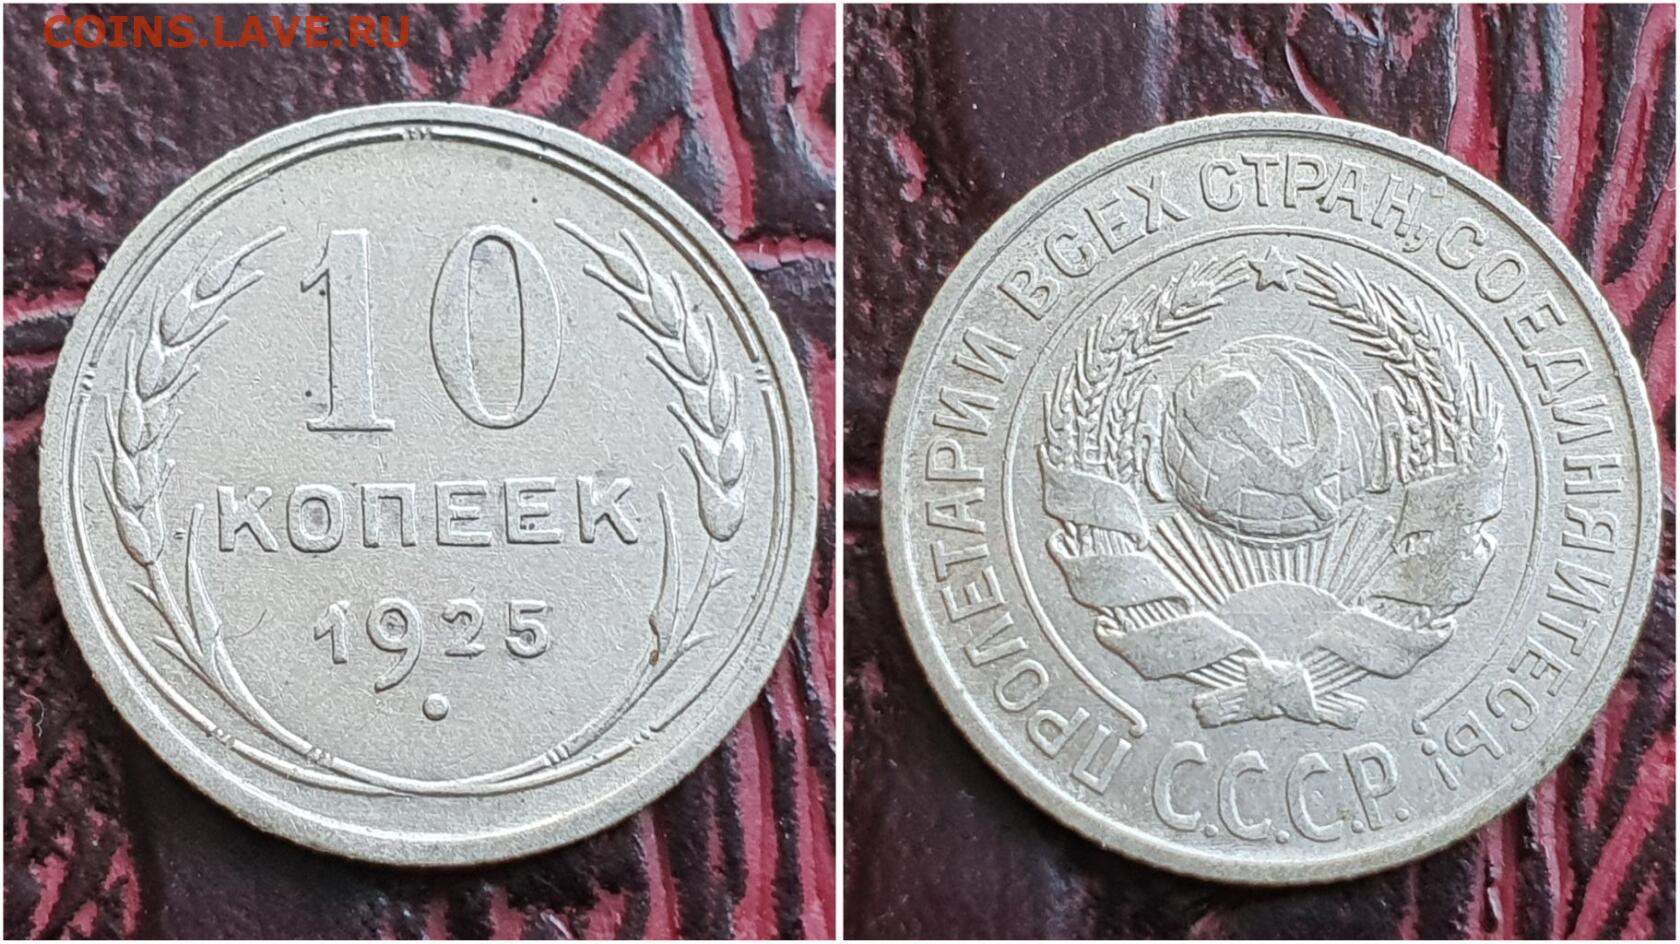 COINS.LAVE.RU
10
КОПЕЕК
1925
ПРОЛЕТАРИИ ВСЕХ СТРАН, СОЕДИНЯЙТЕСЬ!
С.С.С.Р.